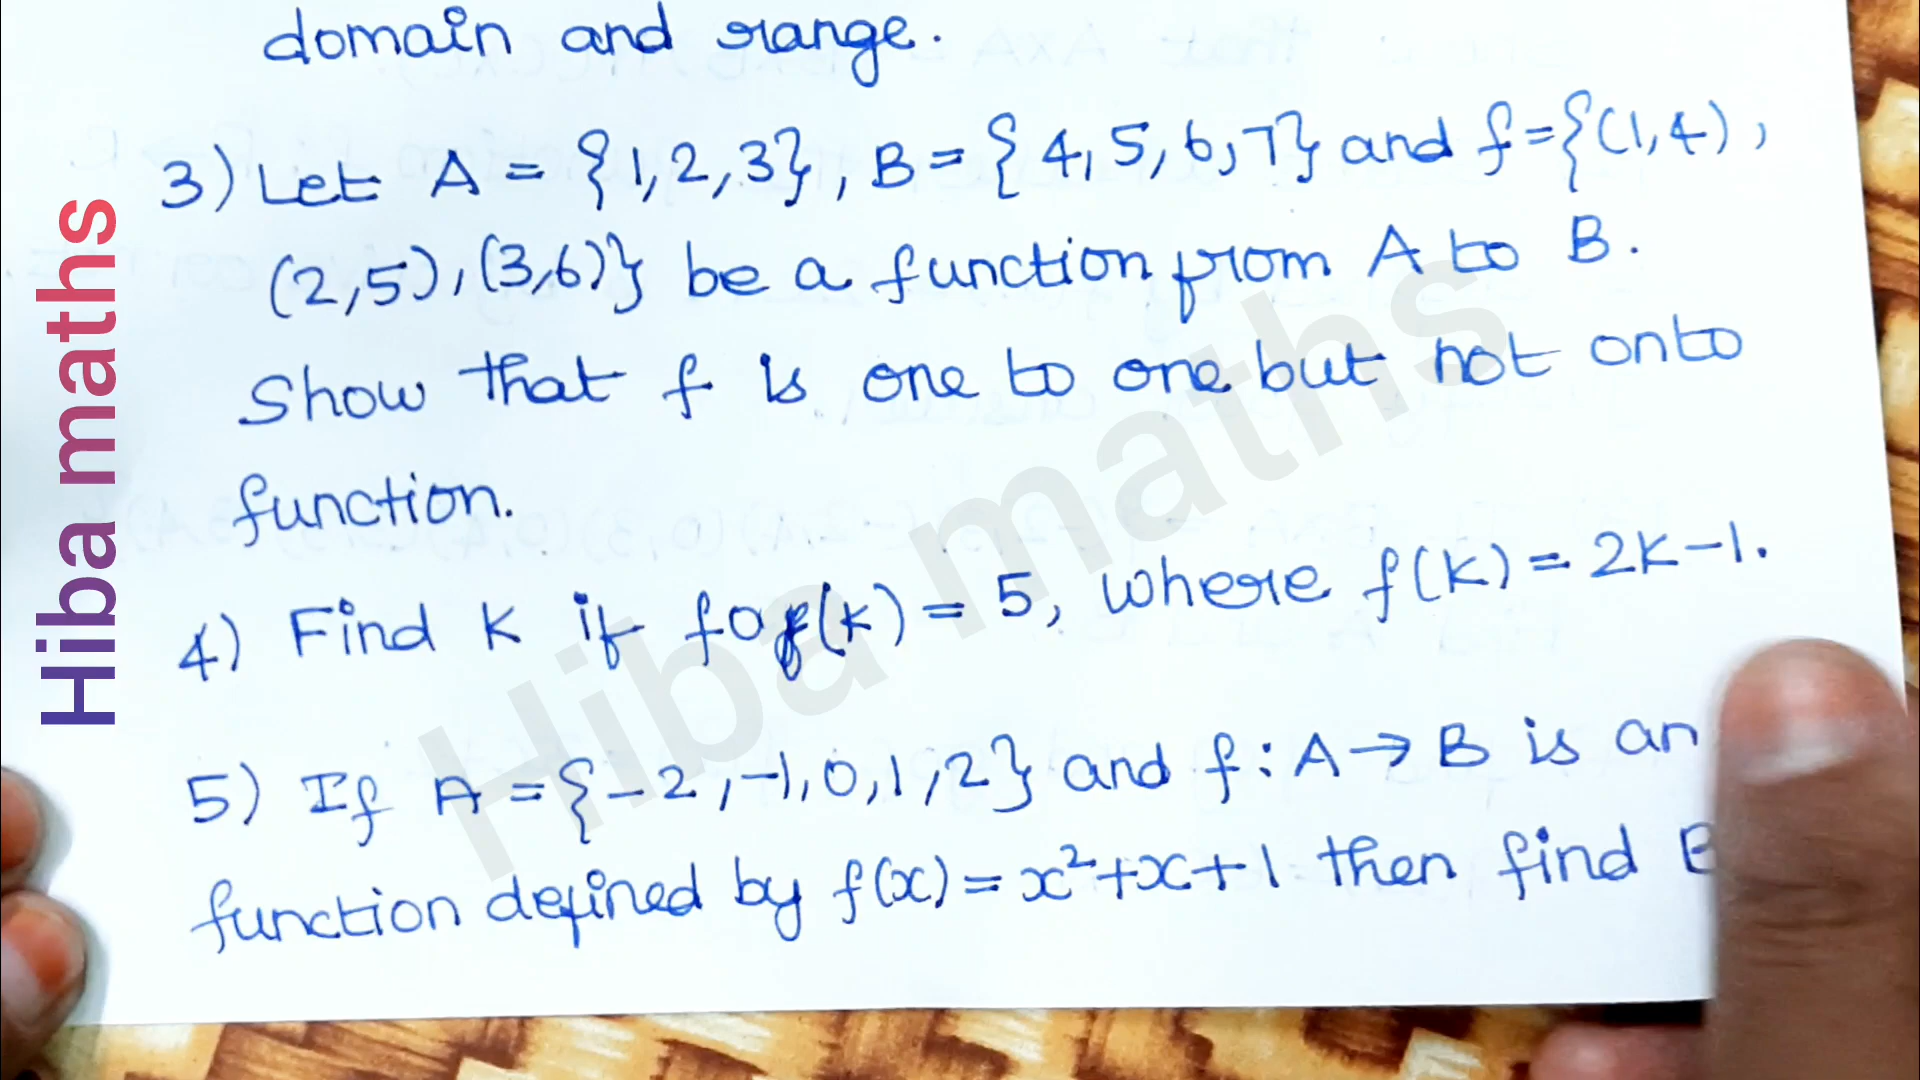 domain and range.
3) Let A = {1,2,3}, B = {4,5,6,7} and f={(1,4),
(2,5),(3,6)} be a function from A to B.
Show that f is one to one but not onto
function.
4) Find K if fof(k) = 5, where f(k) = 2k-1.
5) If A = {-2,-1,0,1,2} and f: A→B is an
function defined by f(x) = x²+x+1 then find
Hiba maths
Hiba maths